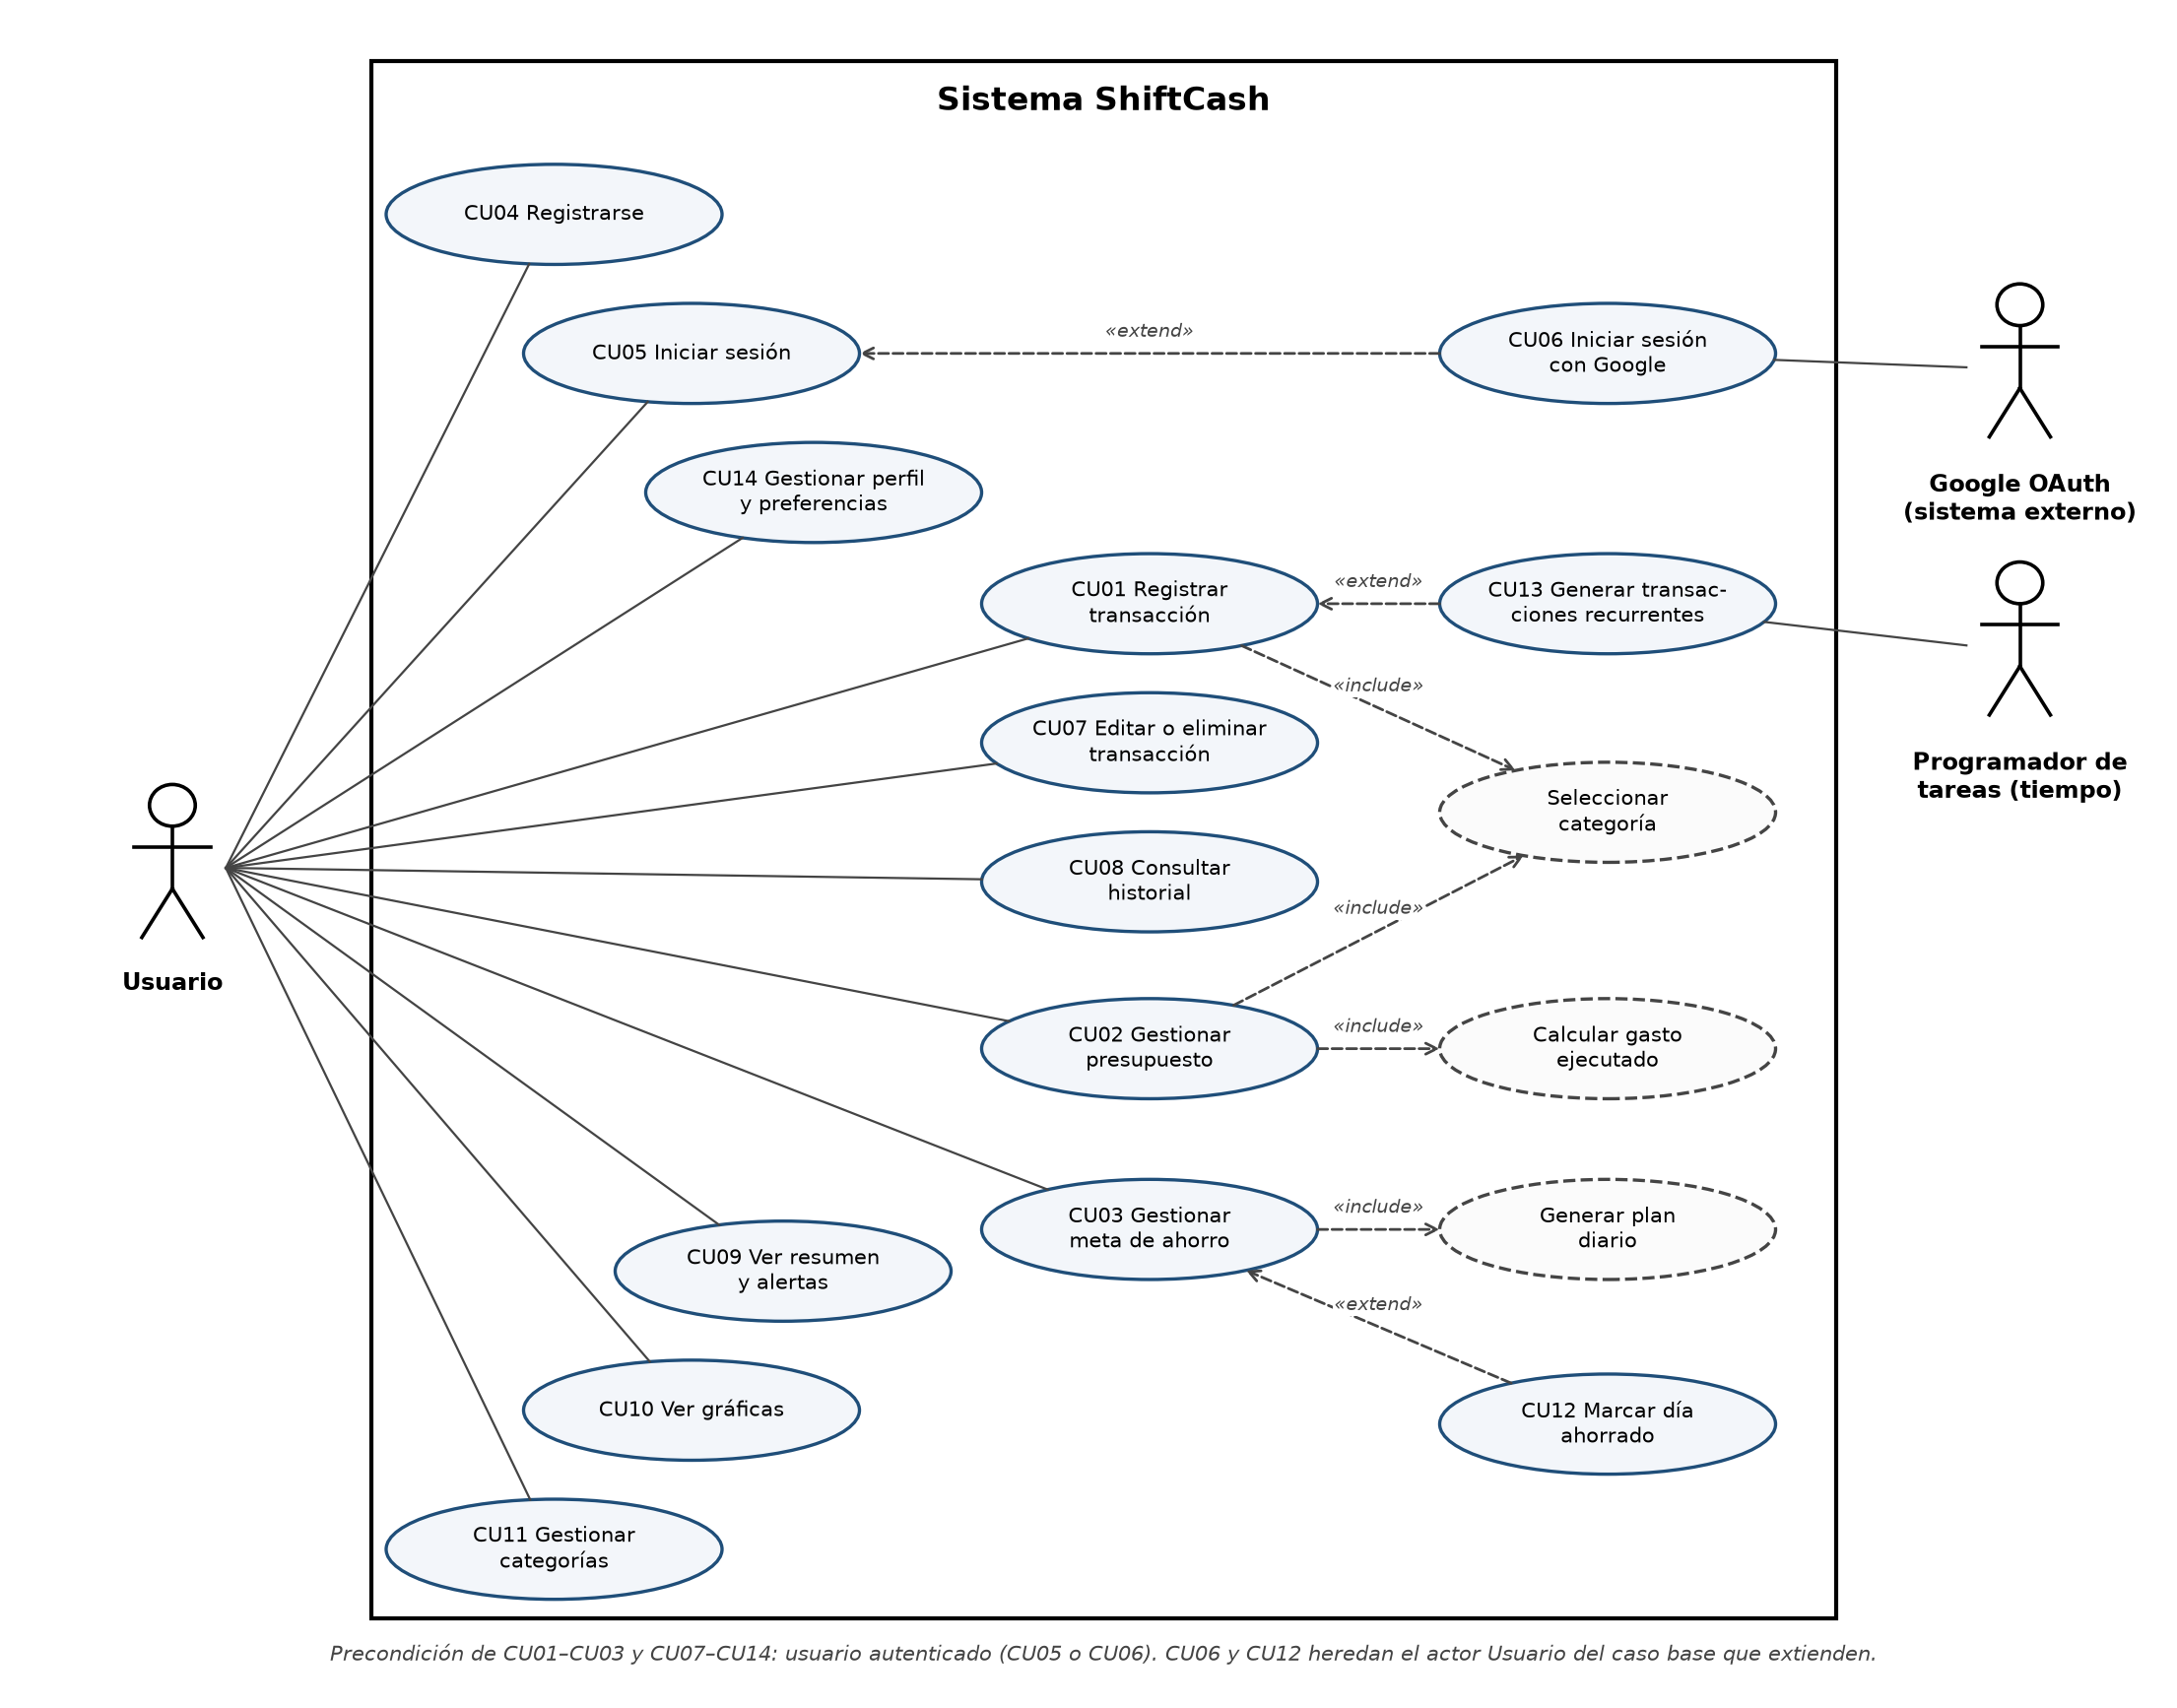 Sistema ShiftCash
CU04 Registrarse
CU05 Iniciar sesión
«extend»
CU06 Iniciar sesión
con Google
Google OAuth
(sistema externo)
CU14 Gestionar perfil
y preferencias
CU01 Registrar
transacción
«extend»
CU13 Generar transac-
ciones recurrentes
«include»
Programador de
tareas (tiempo)
CU07 Editar o eliminar
transacción
Seleccionar
categoría
CU08 Consultar
historial
«include»
Usuario
CU02 Gestionar
presupuesto
«include»
Calcular gasto
ejecutado
CU03 Gestionar
meta de ahorro
«include»
Generar plan
diario
CU09 Ver resumen
y alertas
«extend»
CU10 Ver gráficas
CU12 Marcar día
ahorrado
CU11 Gestionar
categorías
Precondición de CU01–CU03 y CU07–CU14: usuario autenticado (CU05 o CU06). CU06 y CU12 heredan el actor Usuario del caso base que extienden.